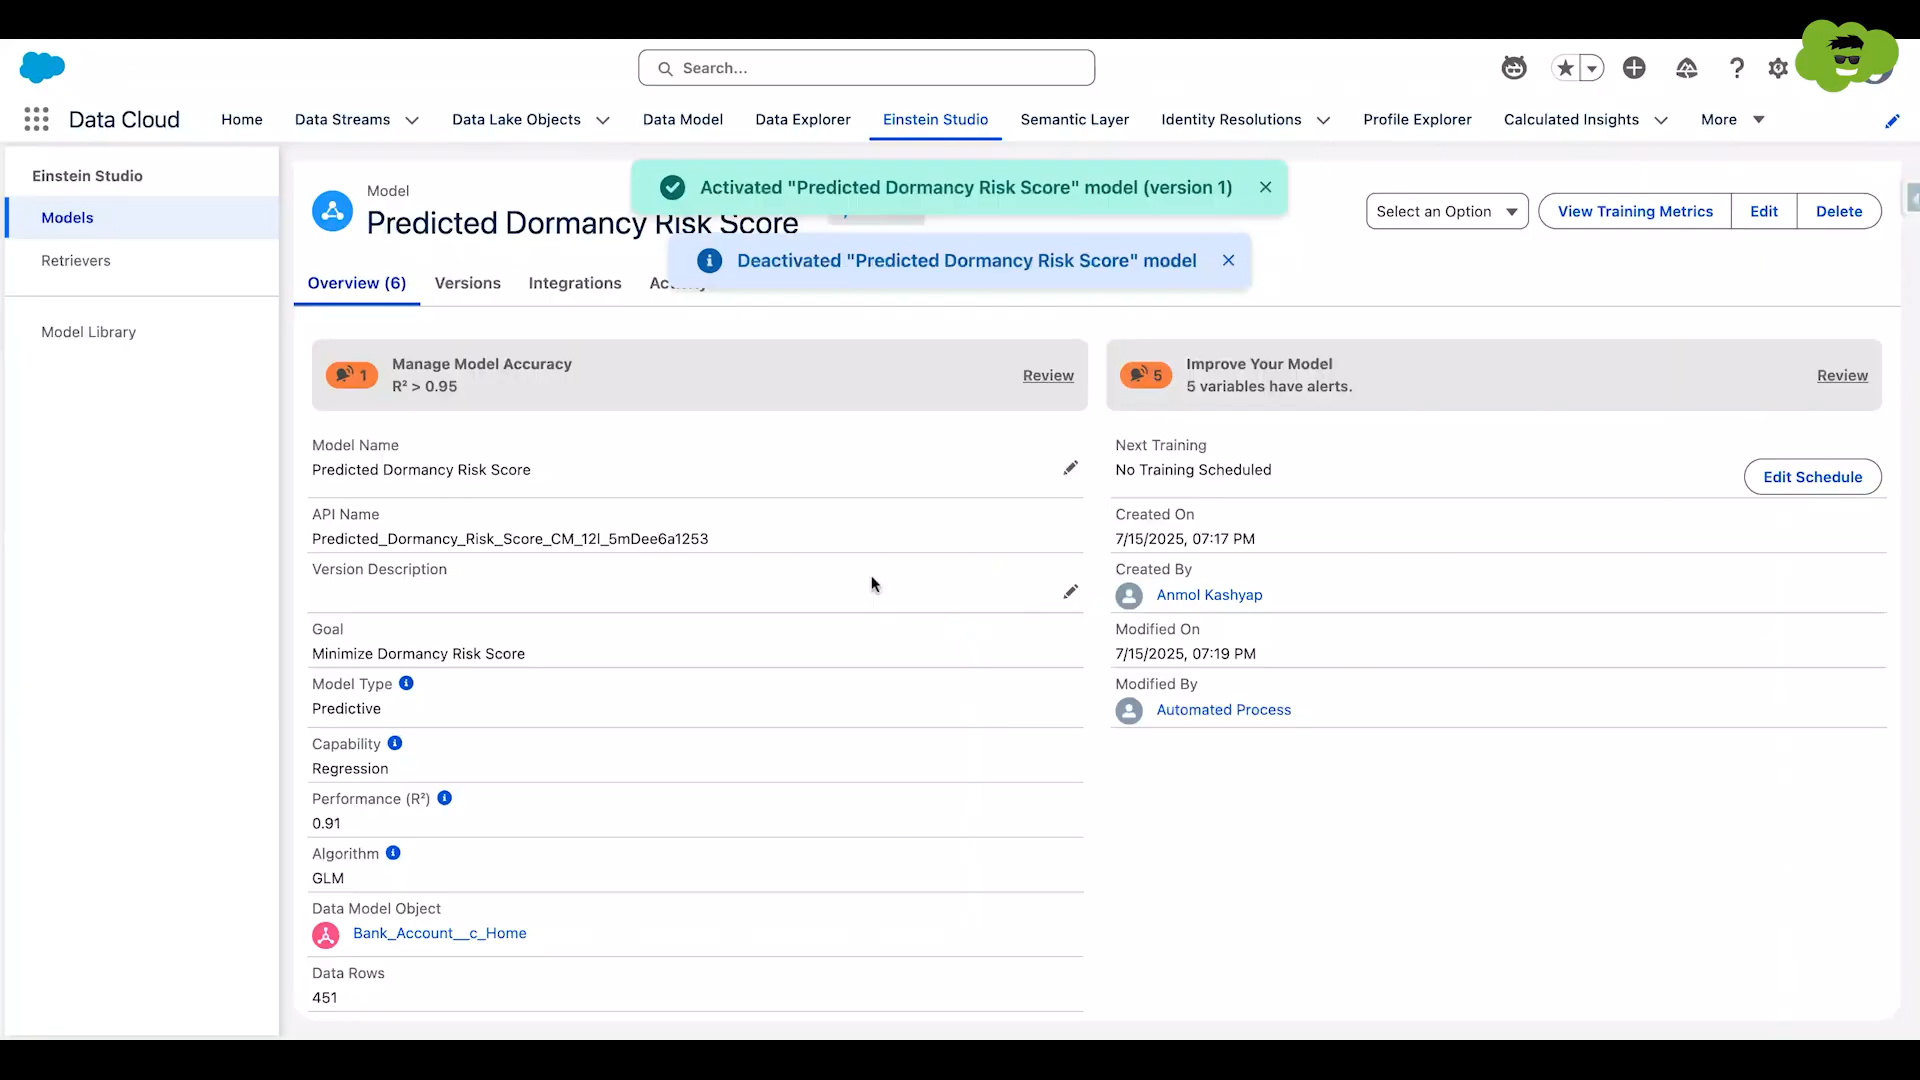 Search...
Data Cloud
Home
Data Streams
Data Lake Objects
Data Model
Data Explorer
Einstein Studio
Semantic Layer
Identity Resolutions
Profile Explorer
Calculated Insights
More
Einstein Studio
Models
Retrievers
Model Library
Activated "Predicted Dormancy Risk Score" model (version 1)
Deactivated "Predicted Dormancy Risk Score" model
Model
Predicted Dormancy Risk Score
Select an Option
View Training Metrics
Edit
Delete
Overview (6)
Versions
Integrations
1
Manage Model Accuracy
R² > 0.95
Review
5
Improve Your Model
5 variables have alerts.
Review
Model Name
Predicted Dormancy Risk Score
API Name
Predicted_Dormancy_Risk_Score_CM_12l_5mDee6a1253
Version Description
Goal
Minimize Dormancy Risk Score
Model Type
Predictive
Capability
Regression
Performance (R²)
0.91
Algorithm
GLM
Data Model Object
Bank_Account__c_Home
Data Rows
451
Next Training
No Training Scheduled
Edit Schedule
Created On
7/15/2025, 07:17 PM
Created By
Anmol Kashyap
Modified On
7/15/2025, 07:19 PM
Modified By
Automated Process